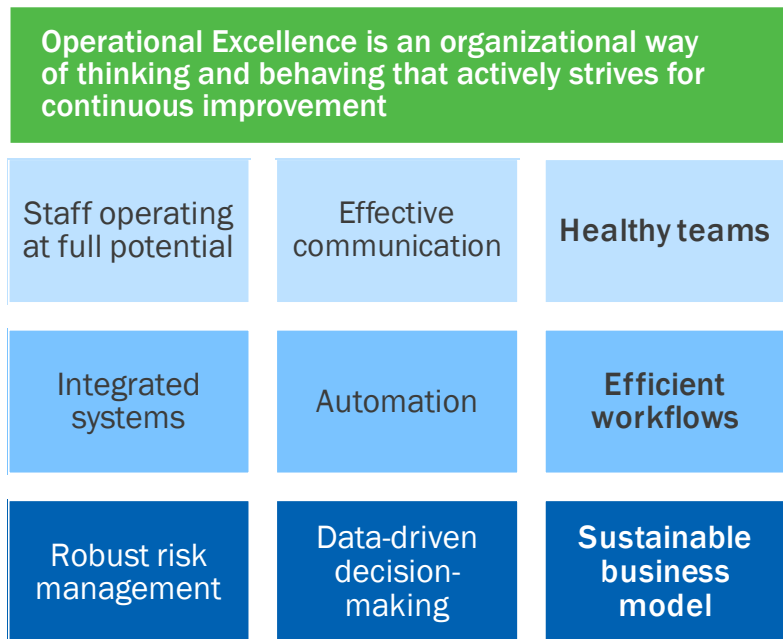 Operational Excellence is an organizational way
of thinking and behaving that actively strives for
continuous improvement
Staff operating
at full potential
Effective
communication
Healthy teams
Integrated
systems
Automation
Efficient
workflows
Robust risk
management
Data-driven
decision-
making
Sustainable
business
model